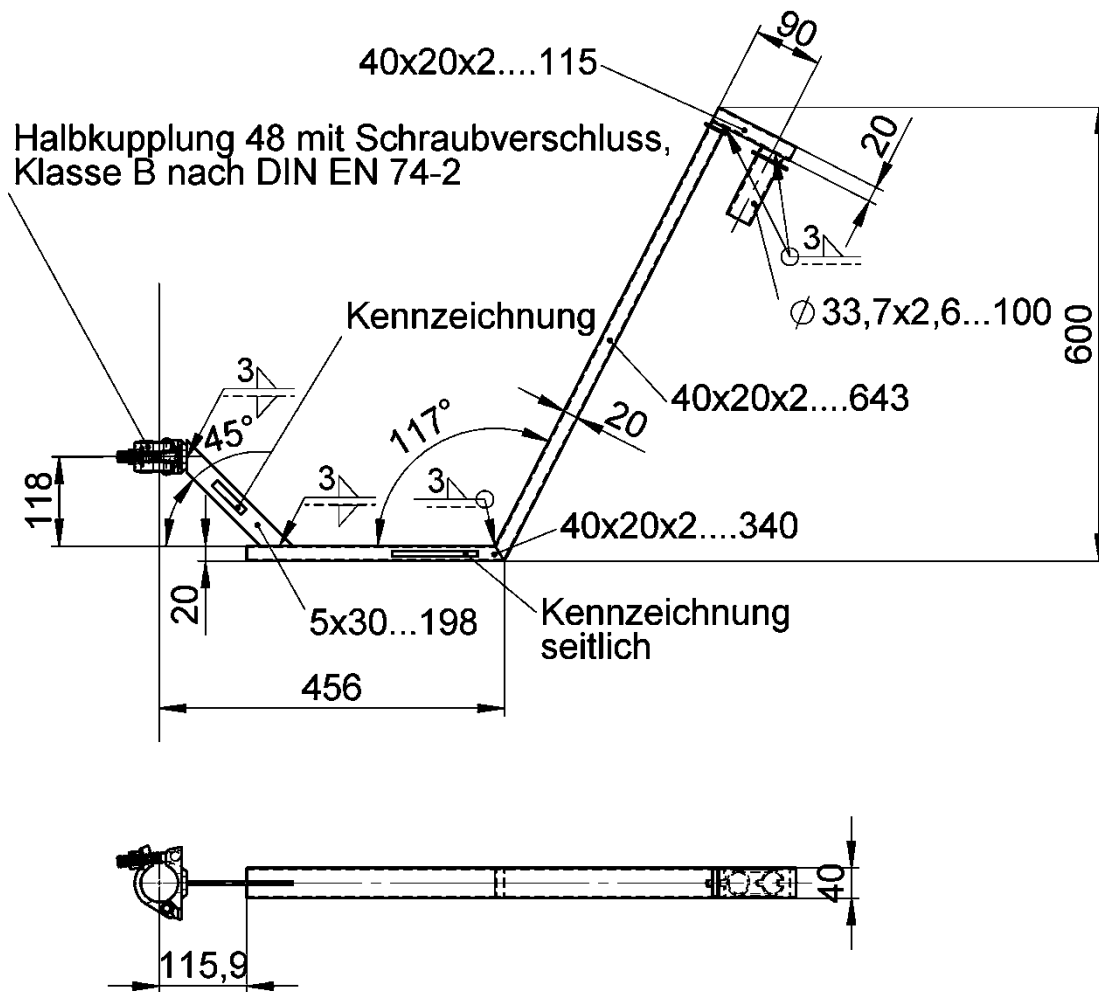 90
40x20x2....115
Halbkupplung 48 mit Schraubverschluss,
Klasse B nach DIN EN 74-2
20
3
Kennzeichnung
Ø 33,7x2,6...100
600
3
40x20x2....643
45°
117°
20
118
3
3
40x20x2....340
20
5x30...198
Kennzeichnung
seitlich
456
40
115,9